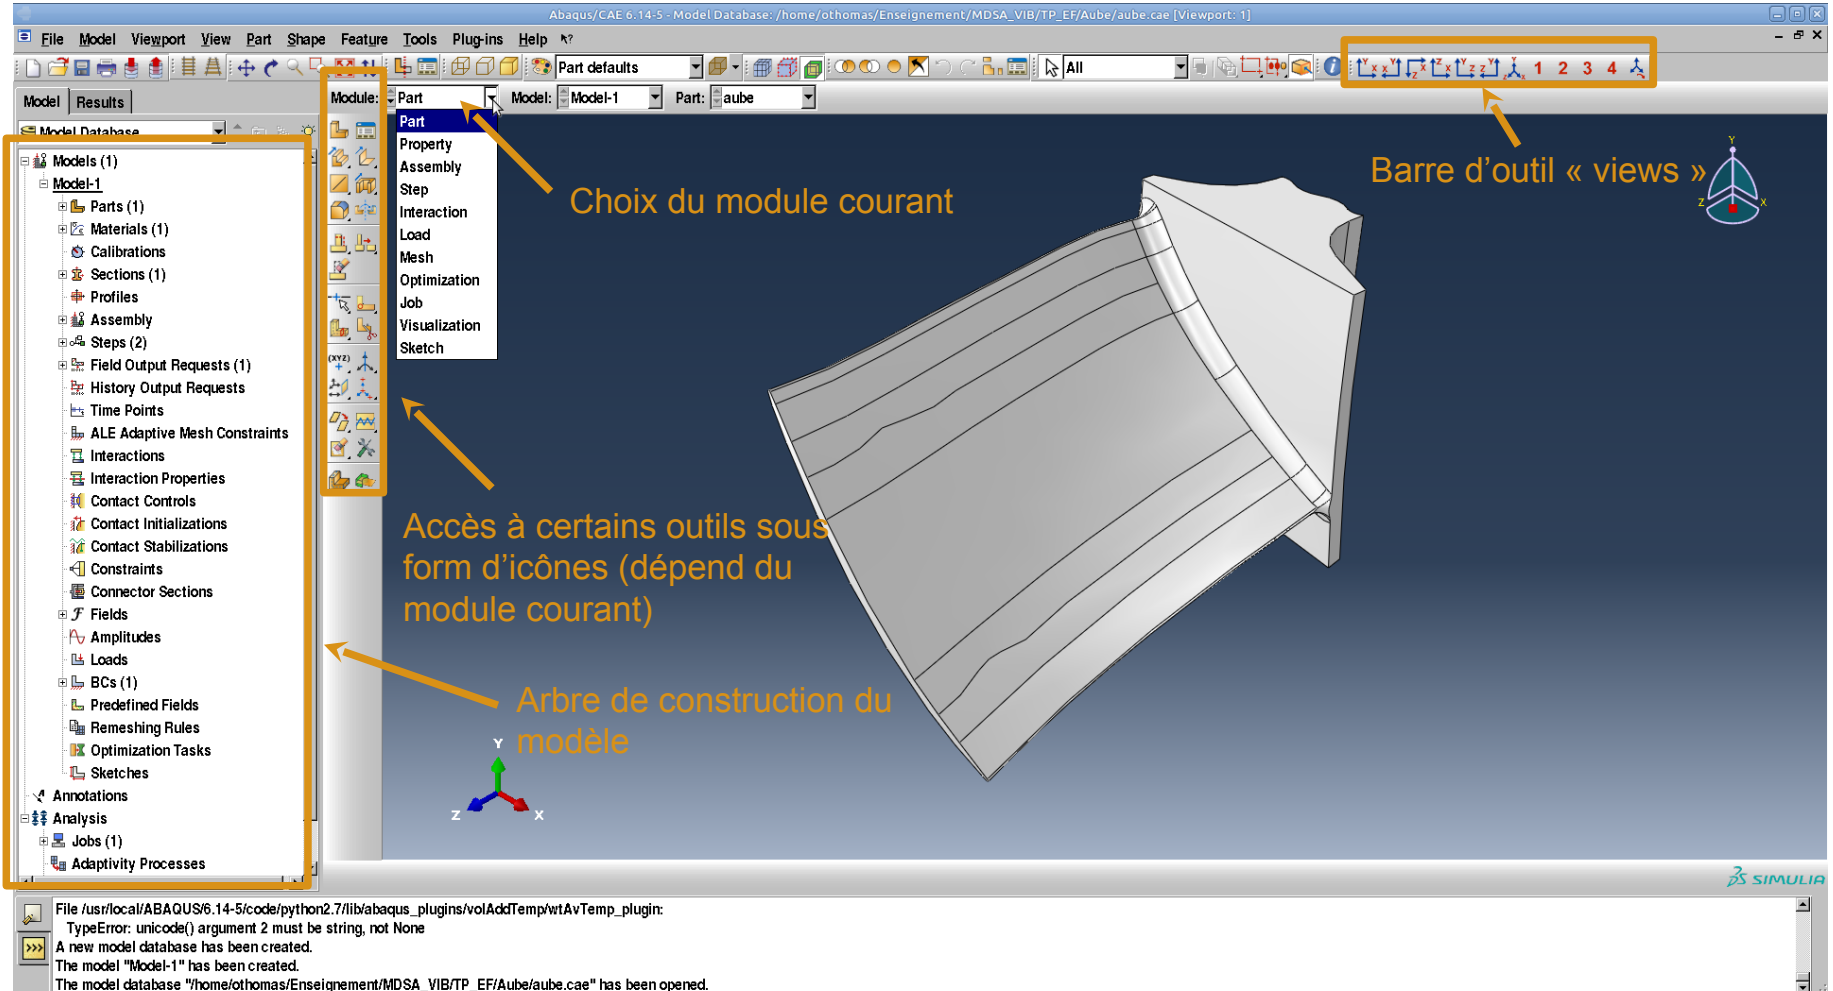 Abaqus/CAE 6.14-5 - Model Database: /home/othomas/Enseignement/MDSA_VIB/TP_EF/Aube/aube.cae [Viewport: 1]
File Model Viewport View Part Shape Feature Tools Plug-ins Help
Part defaults All 1 2 3 4
Model Results Module: Part Model: Model-1 Part: aube
Model Database
Models (1)
Model-1
Parts (1)
Materials (1)
Calibrations
Sections (1)
Profiles
Assembly
Steps (2)
Field Output Requests (1)
History Output Requests
Time Points
ALE Adaptive Mesh Constraints
Interactions
Interaction Properties
Contact Controls
Contact Initializations
Contact Stabilizations
Constraints
Connector Sections
Fields
Amplitudes
Loads
BCs (1)
Predefined Fields
Remeshing Rules
Optimization Tasks
Sketches
Annotations
Analysis
Jobs (1)
Adaptivity Processes
Part
Property
Assembly
Step
Interaction
Load
Mesh
Optimization
Job
Visualization
Sketch
(XYZ)
Choix du module courant
Barre d'outil « views »
Y
Z X
Accès à certains outils sous
form d'icônes (dépend du
module courant)
Arbre de construction du
modèle
Y
Z X
SIMULIA
File /usr/local/ABAQUS/6.14-5/code/python2.7/lib/abaqus_plugins/volAddTemp/wtAvTemp_plugin:
TypeError: unicode() argument 2 must be string, not None
A new model database has been created.
The model "Model-1" has been created.
The model database "/home/othomas/Enseignement/MDSA_VIB/TP_EF/Aube/aube.cae" has been opened.